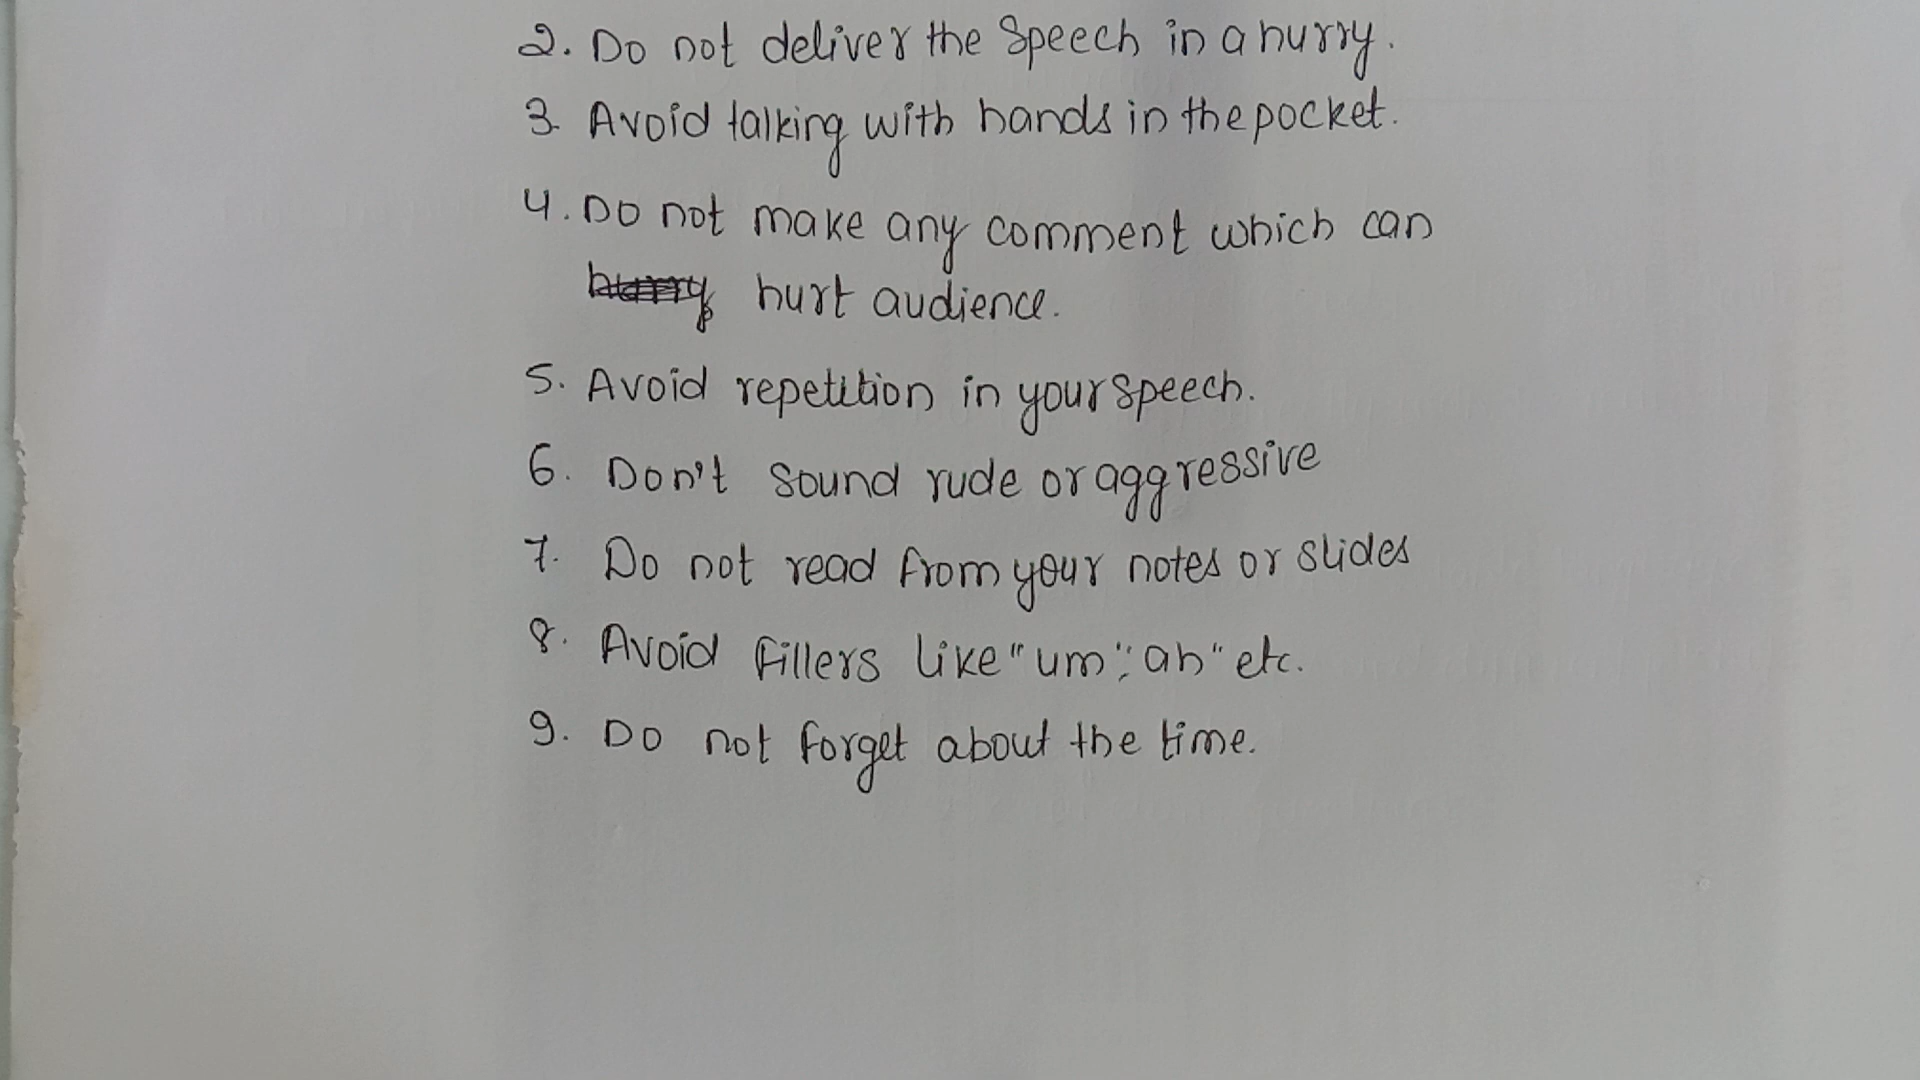 2. Do not deliver the Speech in a hurry.
3. Avoid talking with hands in the pocket.
4. Do not make any comment which can
hurt audience.
5. Avoid repetition in your speech.
6. Don't sound rude or aggressive
7. Do not read from your notes or slides
8. Avoid fillers like "um", "ah" etc.
9. Do not forget about the time.